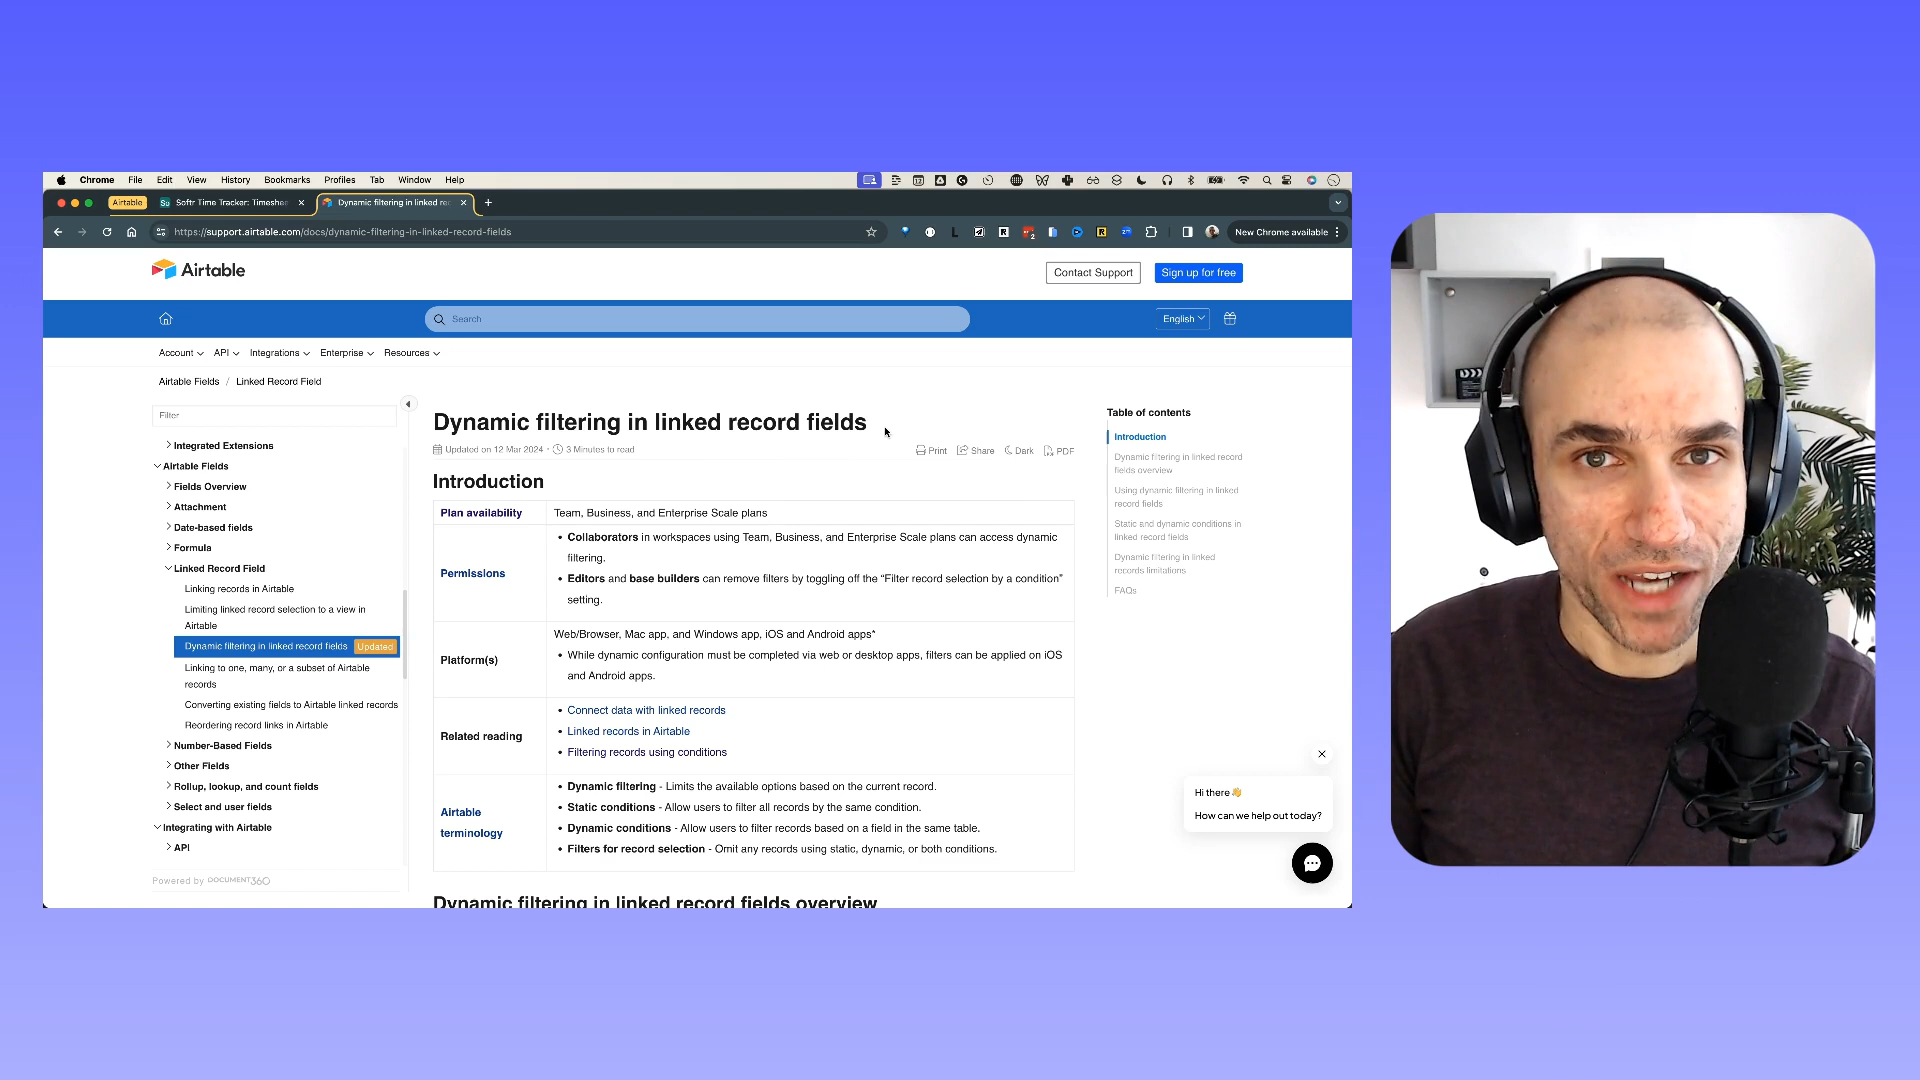 Chrome File Edit View History Bookmarks Profiles Tab Window Help
Airtable Softr Time Tracker: Timeshee Dynamic filtering in linked rec
https://support.airtable.com/docs/dynamic-filtering-in-linked-record-fields
New Chrome available
Airtable
Contact Support
Sign up for free
Search
English
Account API Integrations Enterprise Resources
Airtable Fields / Linked Record Field
Filter
Integrated Extensions
Airtable Fields
Fields Overview
Attachment
Date-based fields
Formula
Linked Record Field
Linking records in Airtable
Limiting linked record selection to a view in
Airtable
Dynamic filtering in linked record fields Updated
Linking to one, many, or a subset of Airtable
records
Converting existing fields to Airtable linked records
Reordering record links in Airtable
Number-Based Fields
Other Fields
Rollup, lookup, and count fields
Select and user fields
Integrating with Airtable
API
Powered by DOCUMENT360
Dynamic filtering in linked record fields
Updated on 12 Mar 2024 · 3 Minutes to read
Print Share Dark PDF
Introduction
Plan availability
Team, Business, and Enterprise Scale plans
Permissions
• Collaborators in workspaces using Team, Business, and Enterprise Scale plans can access dynamic
filtering.
• Editors and base builders can remove filters by toggling off the “Filter record selection by a condition”
setting.
Platform(s)
Web/Browser, Mac app, and Windows app, iOS and Android apps*
• While dynamic configuration must be completed via web or desktop apps, filters can be applied on iOS
and Android apps.
Related reading
• Connect data with linked records
• Linked records in Airtable
• Filtering records using conditions
Airtable
terminology
• Dynamic filtering - Limits the available options based on the current record.
• Static conditions - Allow users to filter all records by the same condition.
• Dynamic conditions - Allow users to filter records based on a field in the same table.
• Filters for record selection - Omit any records using static, dynamic, or both conditions.
Dynamic filtering in linked record fields overview
Table of contents
Introduction
Dynamic filtering in linked record
fields overview
Using dynamic filtering in linked
record fields
Static and dynamic conditions in
linked record fields
Dynamic filtering in linked
records limitations
FAQs
Hi there 👋
How can we help out today?